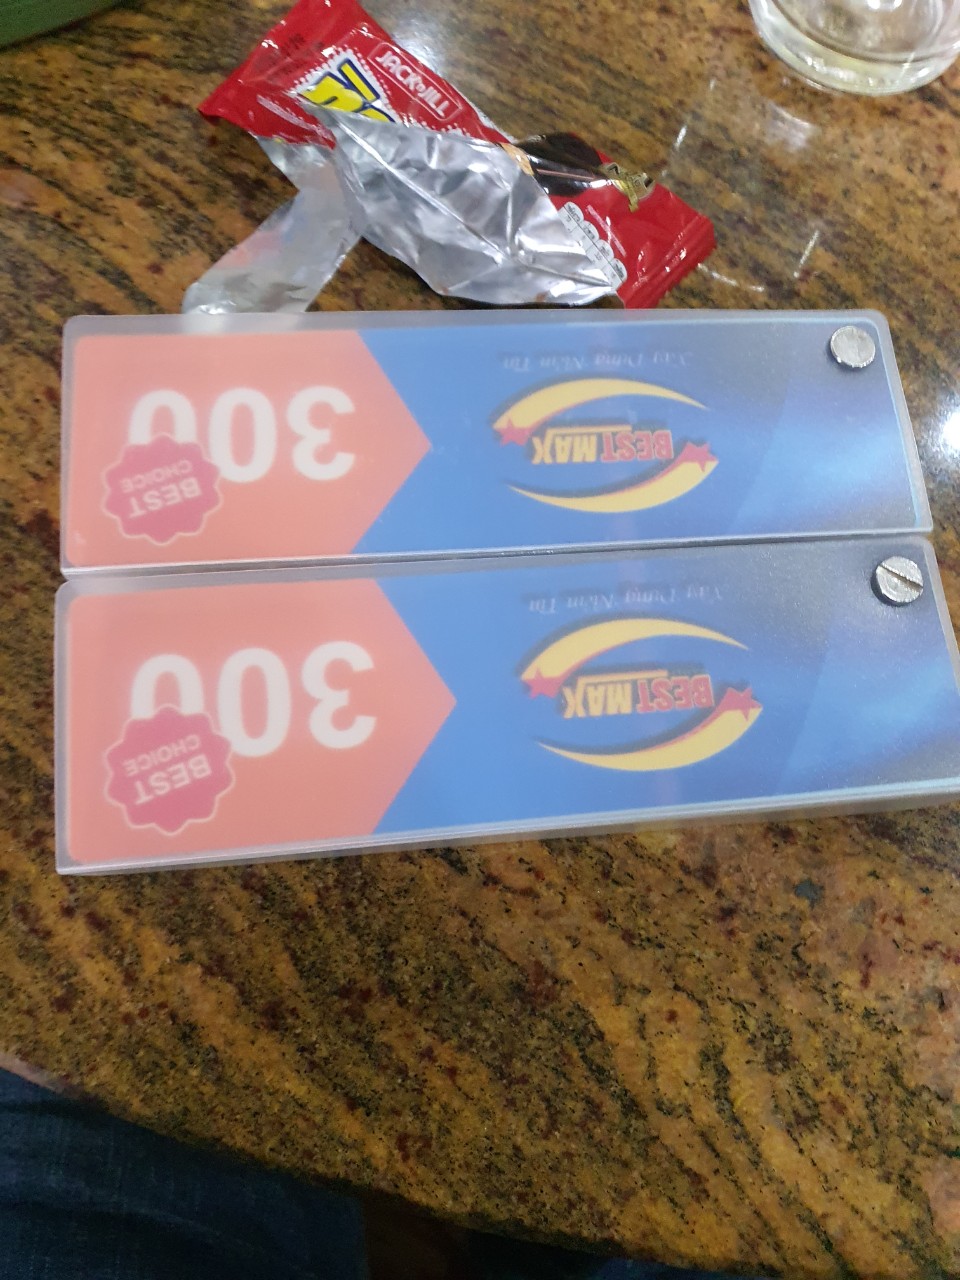 JACK 'n JILL
Xây Dựng Niềm Tin
BEST MAX
300
BEST
CHOICE
Xây Dựng Niềm Tin
BEST MAX
300
BEST
CHOICE